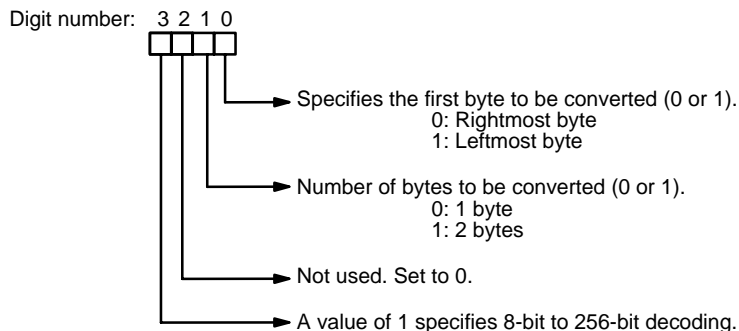 Digit number: 3 2 1 0
Specifies the first byte to be converted (0 or 1).
0: Rightmost byte
1: Leftmost byte
Number of bytes to be converted (0 or 1).
0: 1 byte
1: 2 bytes
Not used. Set to 0.
A value of 1 specifies 8-bit to 256-bit decoding.